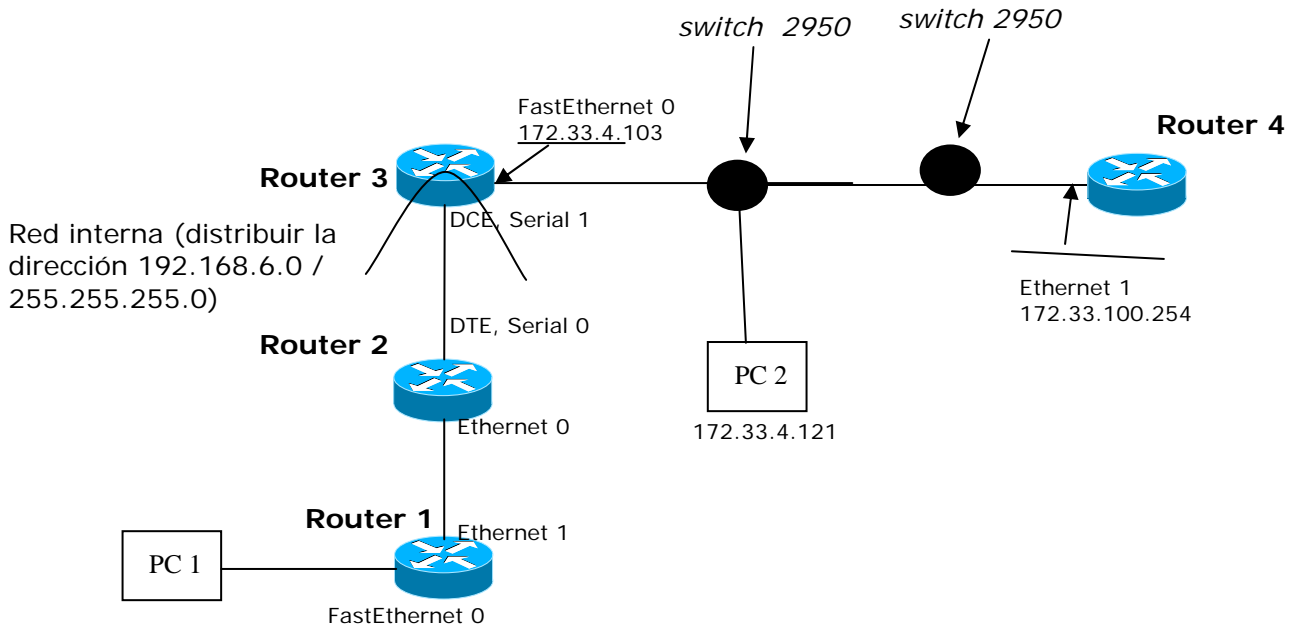 switch 2950
switch 2950
FastEthernet 0
172.33.4.103
Router 4
Router 3
DCE, Serial 1
Red interna (distribuir la
dirección 192.168.6.0 /
255.255.255.0)
Ethernet 1
172.33.100.254
DTE, Serial 0
Router 2
PC 2
172.33.4.121
Ethernet 0
Router 1
Ethernet 1
PC 1
FastEthernet 0